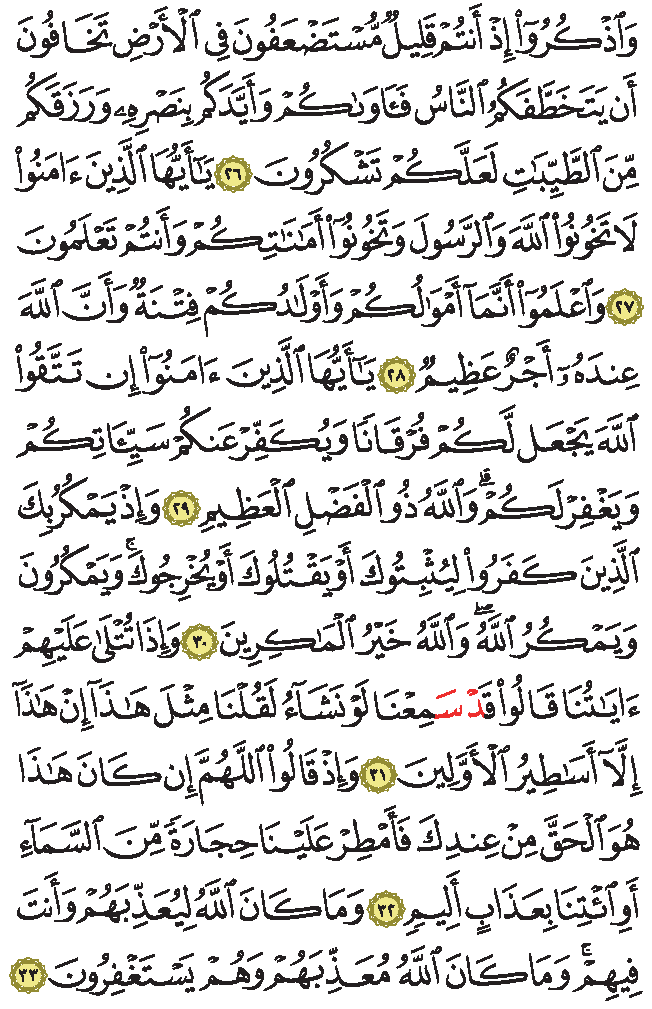 وَٱذْكُرُوٓا۟ إِذْ أَنتُمْ قَلِيلٌ مُّسْتَضْعَفُونَ فِى ٱلْأَرْضِ تَخَافُونَ
أَن يَتَخَطَّفَكُمُ ٱلنَّاسُ فَـَٔاوَىٰكُمْ وَأَيَّدَكُم بِنَصْرِهِۦ وَرَزَقَكُم
مِّنَ ٱلطَّيِّبَـٰتِ لَعَلَّكُمْ تَشْكُرُونَ ٢٦ يَـٰٓأَيُّهَا ٱلَّذِينَ ءَامَنُوا۟
لَا تَخُونُوا۟ ٱللَّهَ وَٱلرَّسُولَ وَتَخُونُوٓا۟ أَمَـٰنَـٰتِكُمْ وَأَنتُمْ تَعْلَمُونَ
٢٧ وَٱعْلَمُوٓا۟ أَنَّمَآ أَمْوَٰلُكُمْ وَأَوْلَـٰدُكُمْ فِتْنَةٌ وَأَنَّ ٱللَّهَ
عِندَهُۥٓ أَجْرٌ عَظِيمٌ ٢٨ يَـٰٓأَيُّهَا ٱلَّذِينَ ءَامَنُوٓا۟ إِن تَتَّقُوا۟
ٱللَّهَ يَجْعَل لَّكُمْ فُرْقَانًا وَيُكَفِّرْ عَنكُمْ سَيِّـَٔاتِكُمْ
وَيَغْفِرْ لَكُمْ ۗ وَٱللَّهُ ذُو ٱلْفَضْلِ ٱلْعَظِيمِ ٢٩ وَإِذْ يَمْكُرُ بِكَ
ٱلَّذِينَ كَفَرُوا۟ لِيُثْبِتُوكَ أَوْ يَقْتُلُوكَ أَوْ يُخْرِجُوكَ ۚ وَيَمْكُرُونَ
وَيَمْكُرُ ٱللَّهُ ۖ وَٱللَّهُ خَيْرُ ٱلْمَـٰكِرِينَ ٣٠ وَإِذَا تُتْلَىٰ عَلَيْهِمْ
ءَايَـٰتُنَا قَالُوا۟ قَدْ سَمِعْنَا لَوْ نَشَآءُ لَقُلْنَا مِثْلَ هَـٰذَآ إِنْ هَـٰذَآ
إِلَّآ أَسَـٰطِيرُ ٱلْأَوَّلِينَ ٣١ وَإِذْ قَالُوا۟ ٱللَّهُمَّ إِن كَانَ هَـٰذَا
هُوَ ٱلْحَقَّ مِنْ عِندِكَ فَأَمْطِرْ عَلَيْنَا حِجَارَةً مِّنَ ٱلسَّمَآءِ
أَوِ ٱئْتِنَا بِعَذَابٍ أَلِيمٍ ٣٢ وَمَا كَانَ ٱللَّهُ لِيُعَذِّبَهُمْ وَأَنتَ
فِيهِمْ ۚ وَمَا كَانَ ٱللَّهُ مُعَذِّبَهُمْ وَهُمْ يَسْتَغْفِرُونَ ٣٣